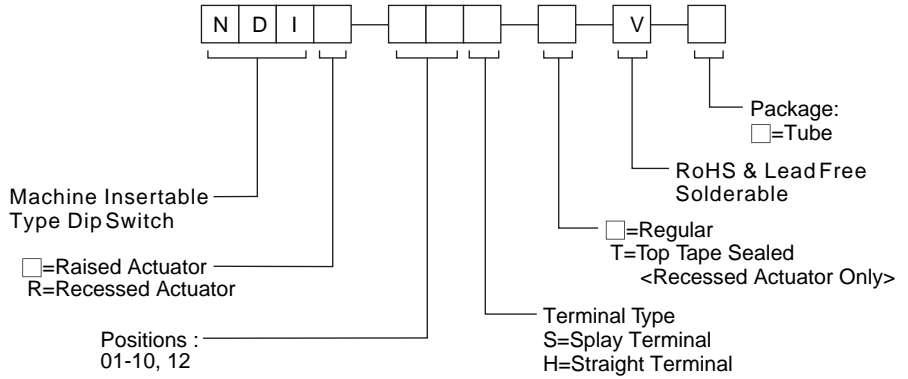 N D I □ — □ □ □ — □ — V — □
Package:
□=Tube
RoHS & Lead Free
Solderable
Machine Insertable
Type Dip Switch
□=Regular
T=Top Tape Sealed
<Recessed Actuator Only>
□=Raised Actuator
R=Recessed Actuator
Terminal Type
S=Splay Terminal
H=Straight Terminal
Positions :
01-10, 12